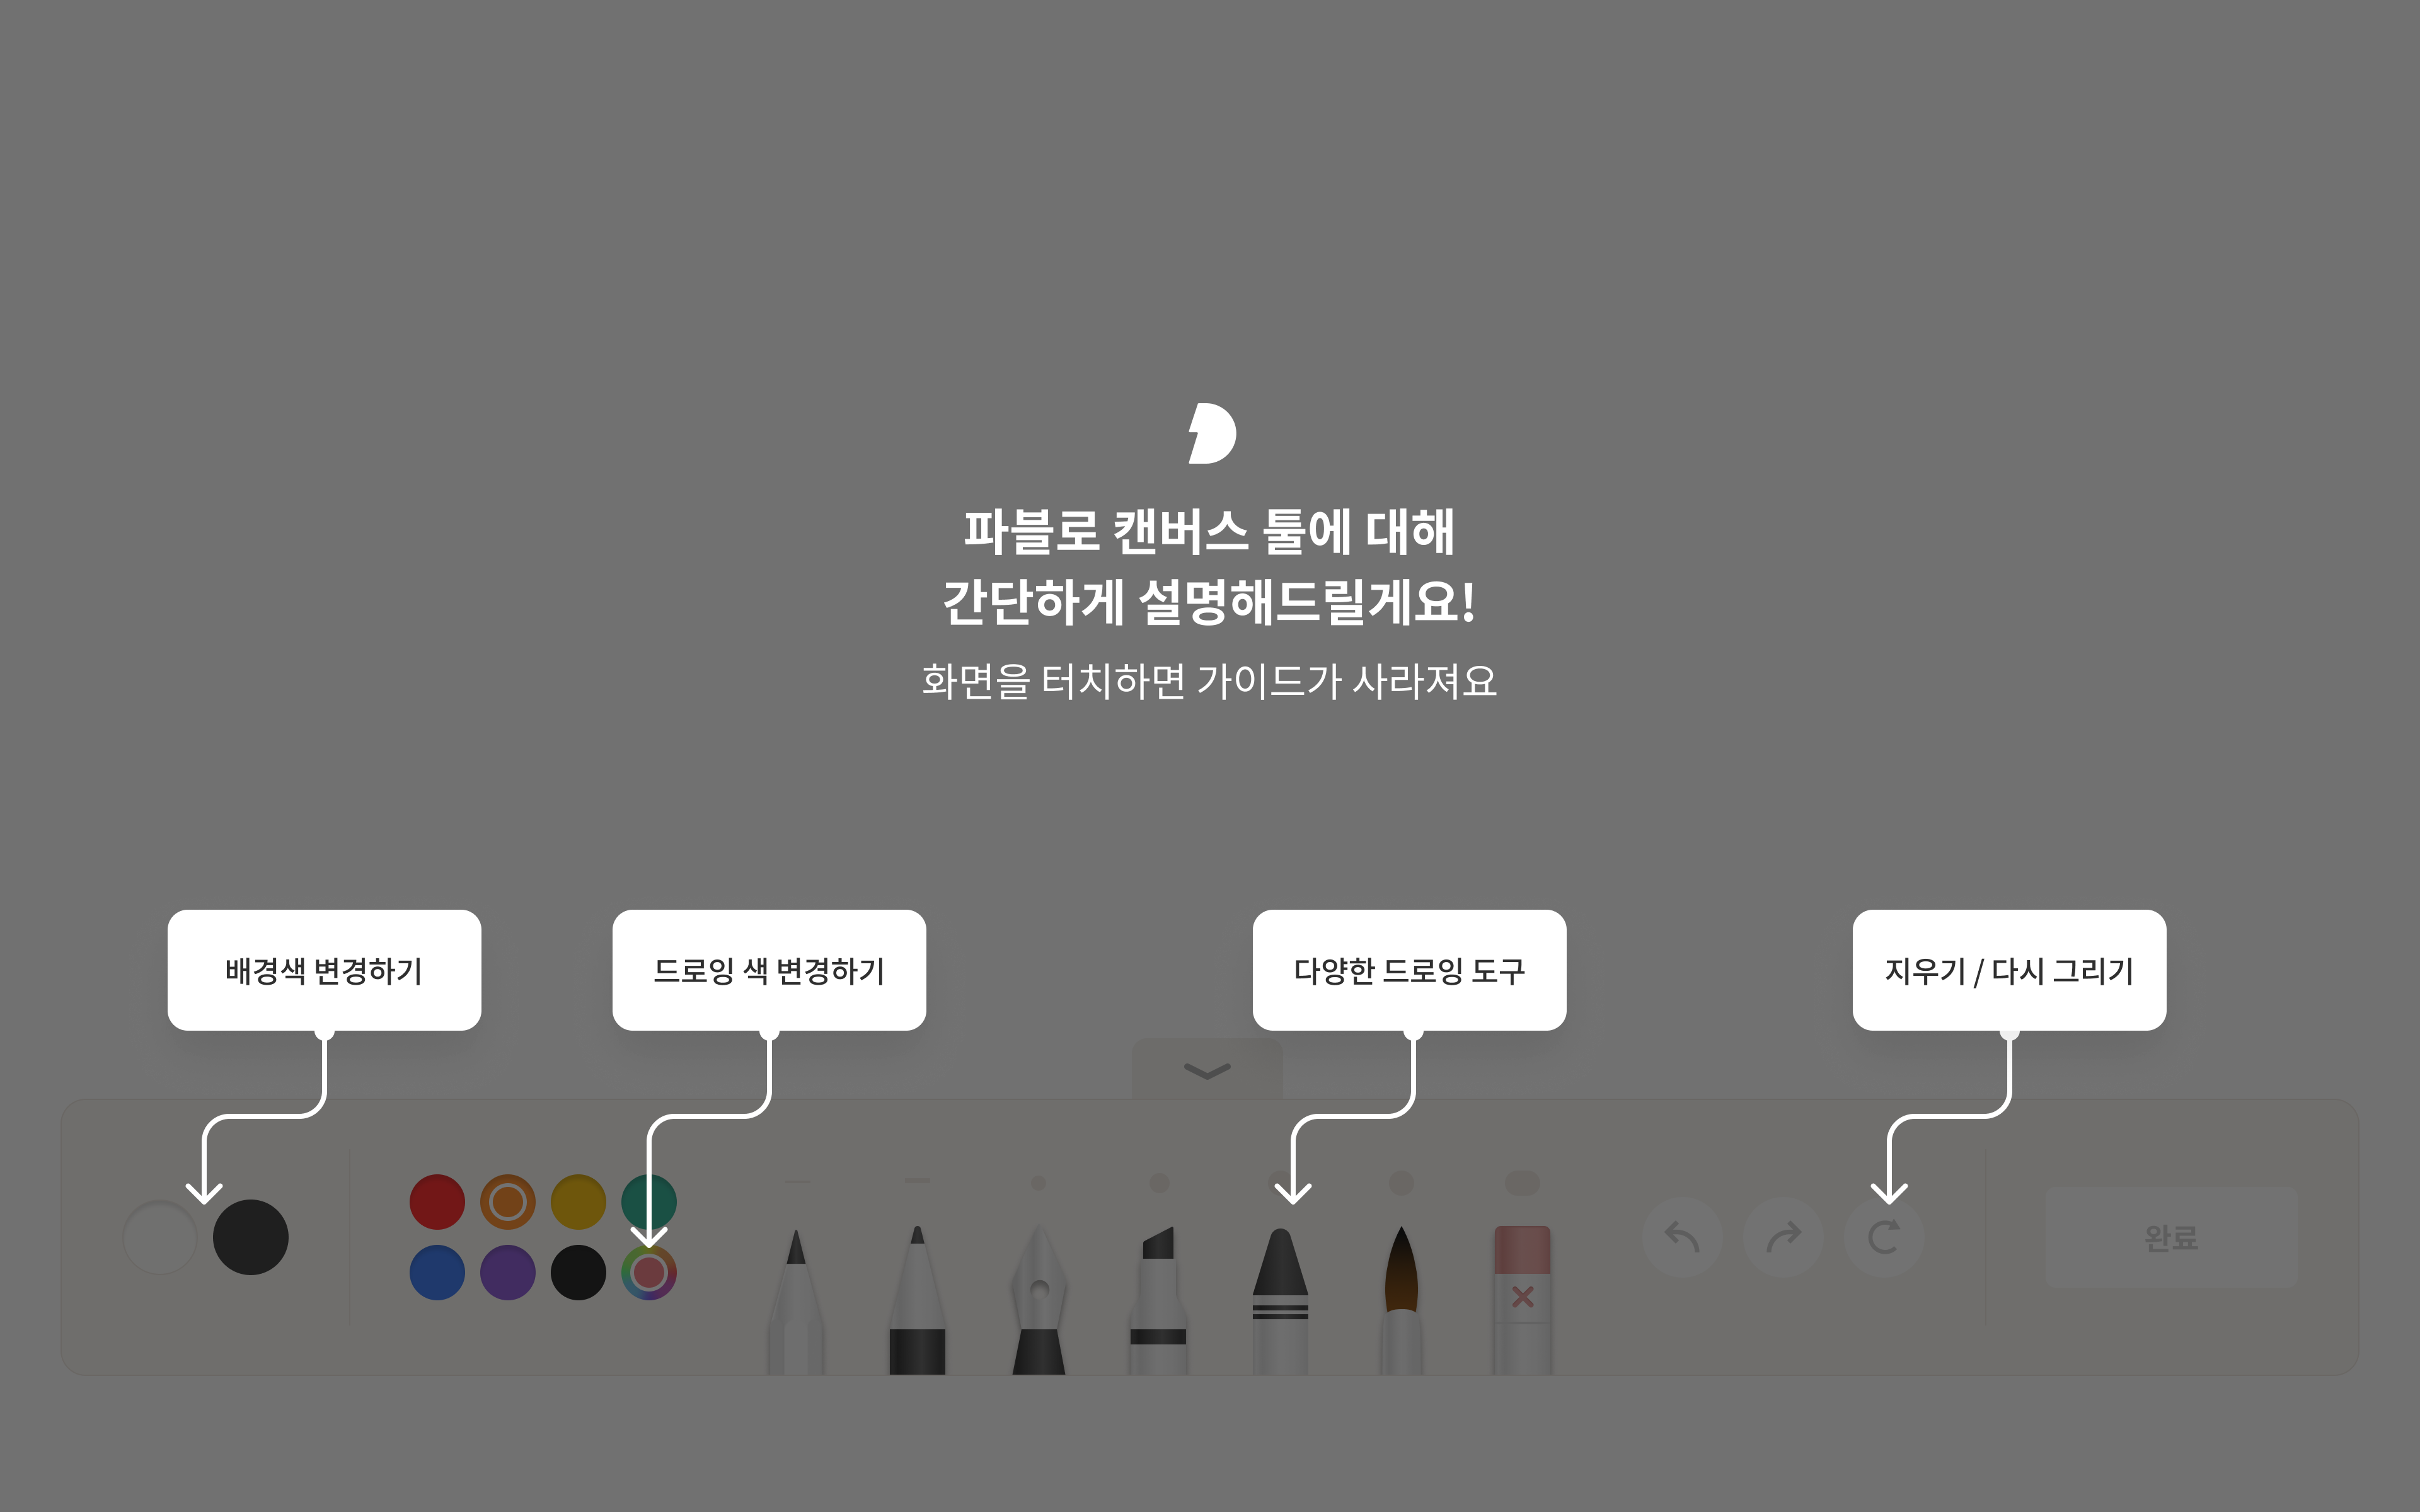 파블로 캔버스 툴에 대해
간단하게 설명해드릴게요!
화면을 터치하면 가이드가 사라져요
배경색 변경하기
드로잉 색 변경하기
다양한 드로잉 도구
지우기 / 다시 그리기
완료